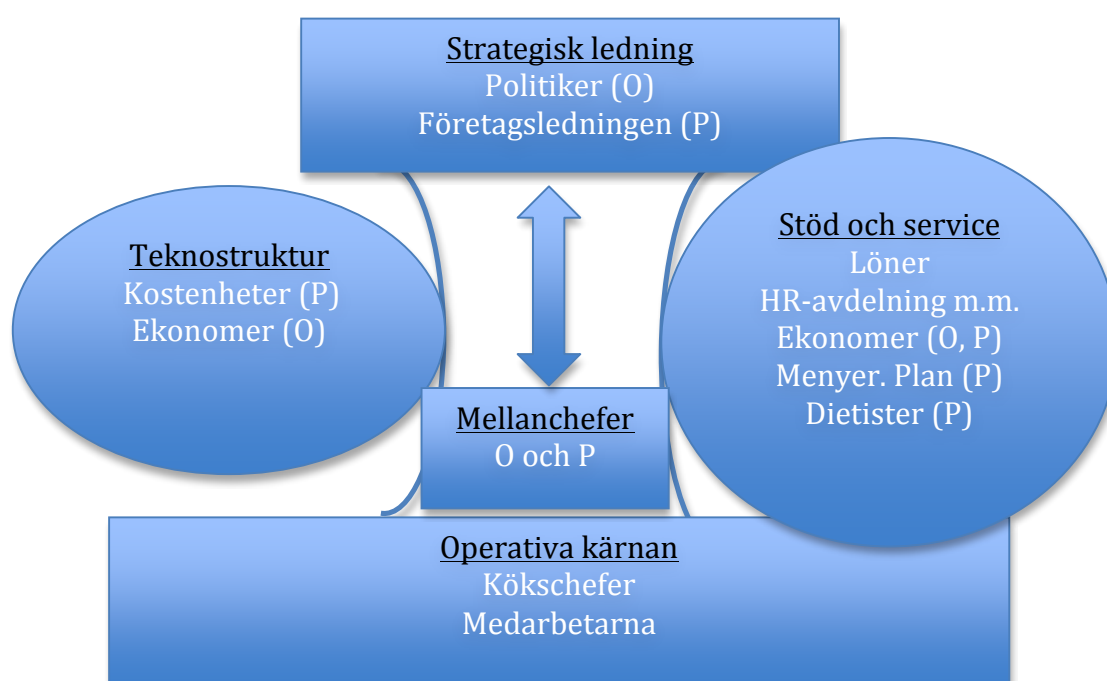 Strategisk ledning
Politiker (O)
Företagsledningen (P)
Teknostruktur
Kostenheter (P)
Ekonomer (O)
Stöd och service
Löner
HR-avdelning m.m.
Ekonomer (O, P)
Menyer. Plan (P)
Dietister (P)
Mellanchefer
O och P
Operativa kärnan
Kökschefer
Medarbetarna